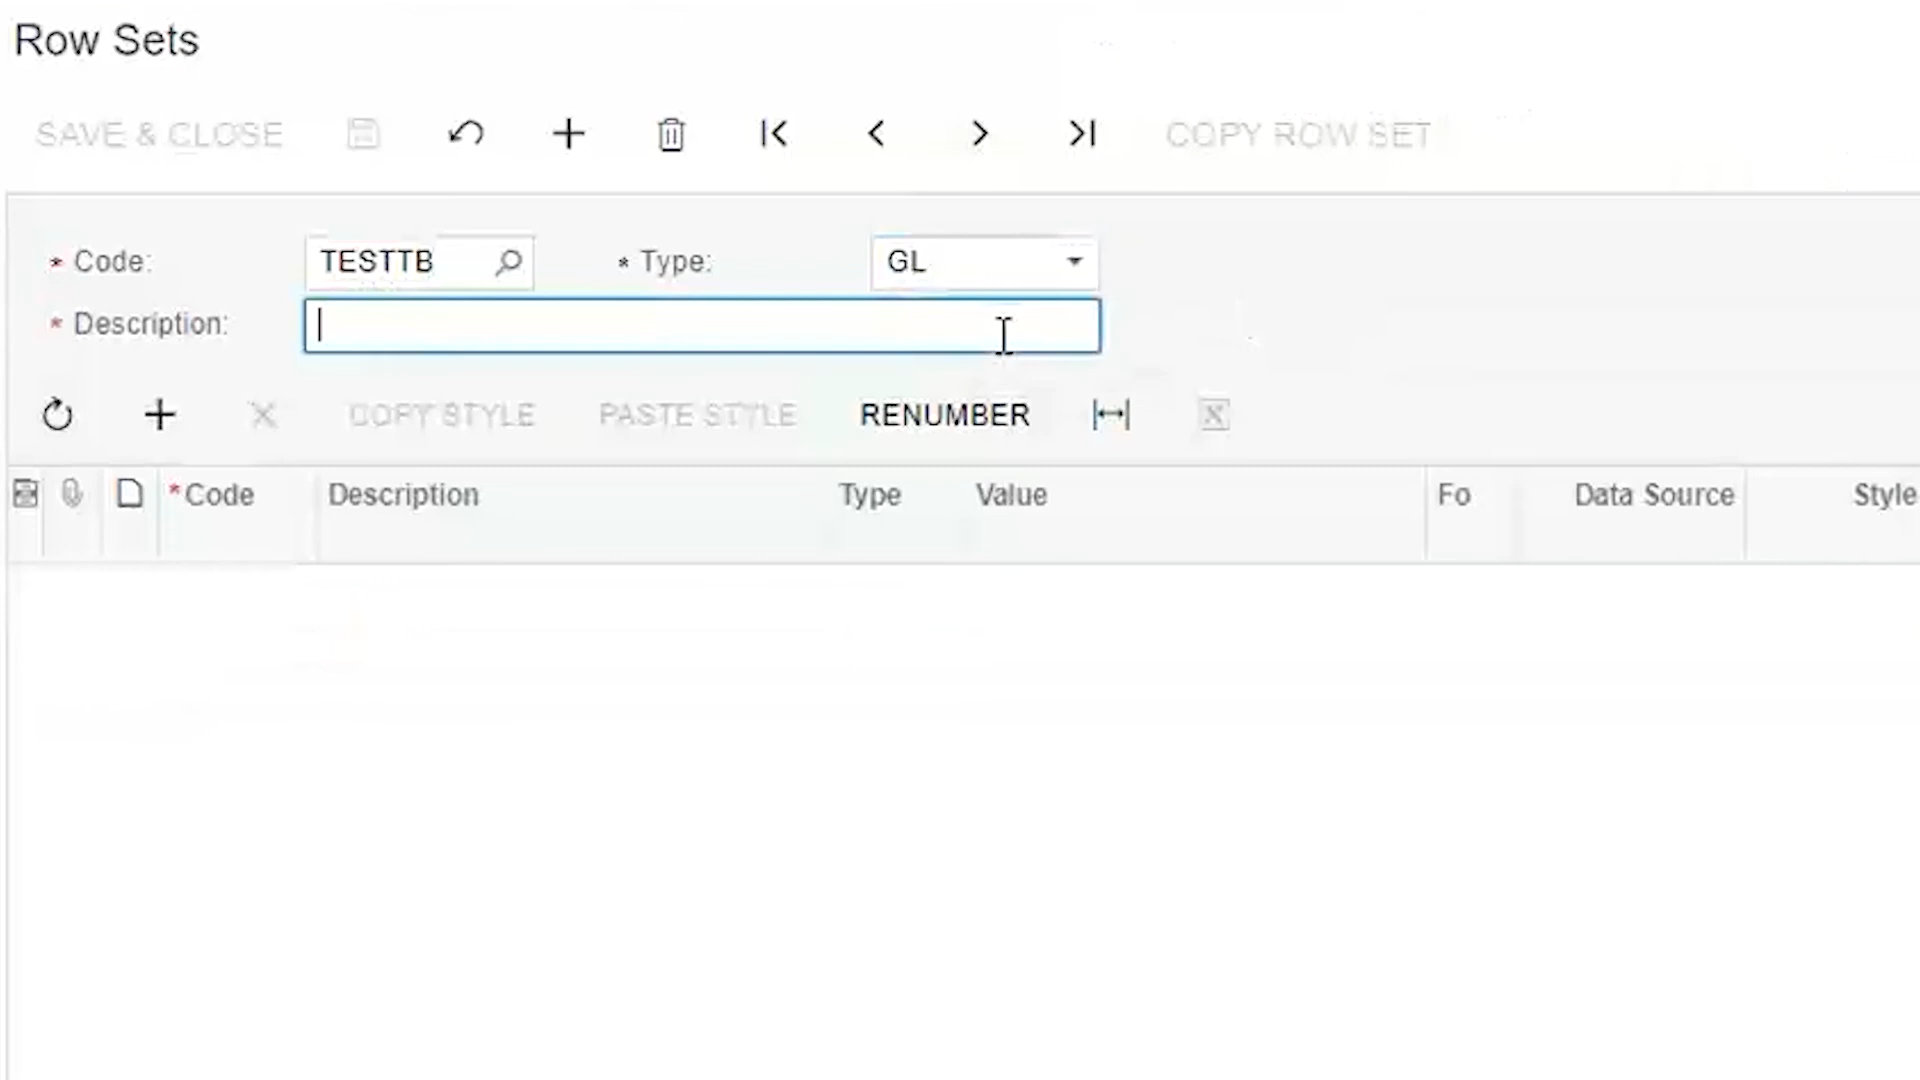 Row Sets
SAVE & CLOSE COPY ROW SET
* Code: TESTTB * Type: GL
* Description:
COPY STYLE PASTE STYLE RENUMBER
* Code Description Type Value Fo Data Source Style